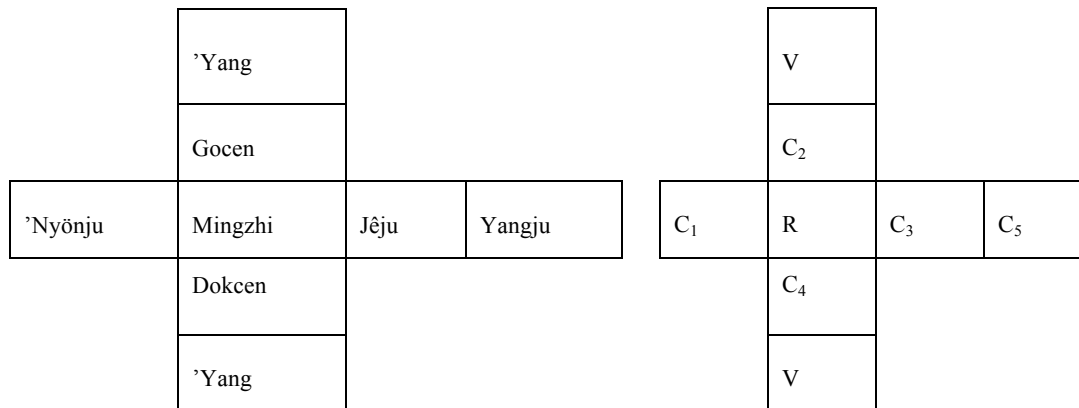 ’Yang
Gocen
’Nyönju Mingzhi Jêju Yangju
Dokcen
’Yang
V
C₂
C₁ R C₃ C₅
C₄
V